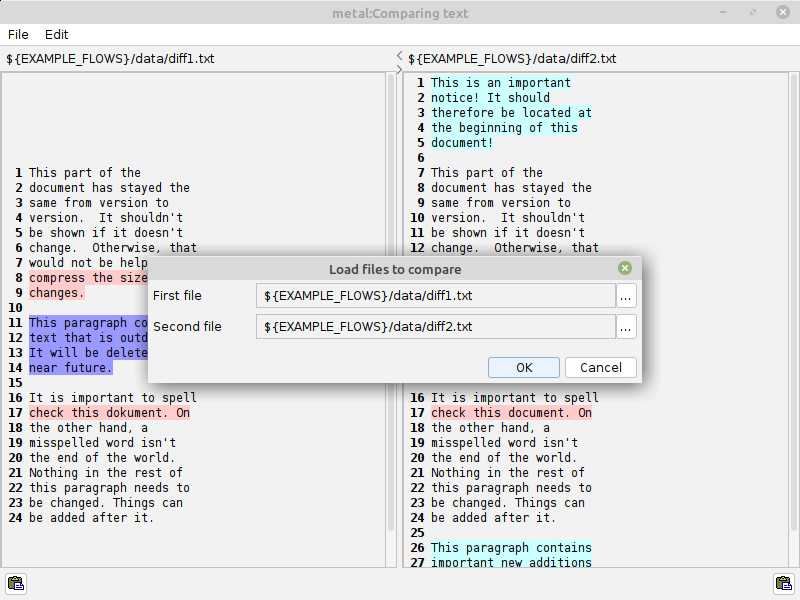 metal:Comparing text
File Edit
${EXAMPLE_FLOWS}/data/diff1.txt
${EXAMPLE_FLOWS}/data/diff2.txt
1 This part of the
2 document has stayed the
3 same from version to
4 version.  It shouldn't
5 be shown if it doesn't
6 change.  Otherwise, that
7 would not be help
8 compress the size
9 changes.
10
11 This paragraph co
12 text that is outd
13 It will be delete
14 near future.
15
16 It is important to spell
17 check this dokument. On
18 the other hand, a
19 misspelled word isn't
20 the end of the world.
21 Nothing in the rest of
22 this paragraph needs to
23 be changed. Things can
24 be added after it.
1 This is an important
2 notice! It should
3 therefore be located at
4 the beginning of this
5 document!
6
7 This part of the
8 document has stayed the
9 same from version to
10 version.  It shouldn't
11 be shown if it doesn't
12 change.  Otherwise, that
16 It is important to spell
17 check this document. On
18 the other hand, a
19 misspelled word isn't
20 the end of the world.
21 Nothing in the rest of
22 this paragraph needs to
23 be changed. Things can
24 be added after it.
25
26 This paragraph contains
27 important new additions
Load files to compare
First file ${EXAMPLE_FLOWS}/data/diff1.txt ...
Second file ${EXAMPLE_FLOWS}/data/diff2.txt ...
OK Cancel